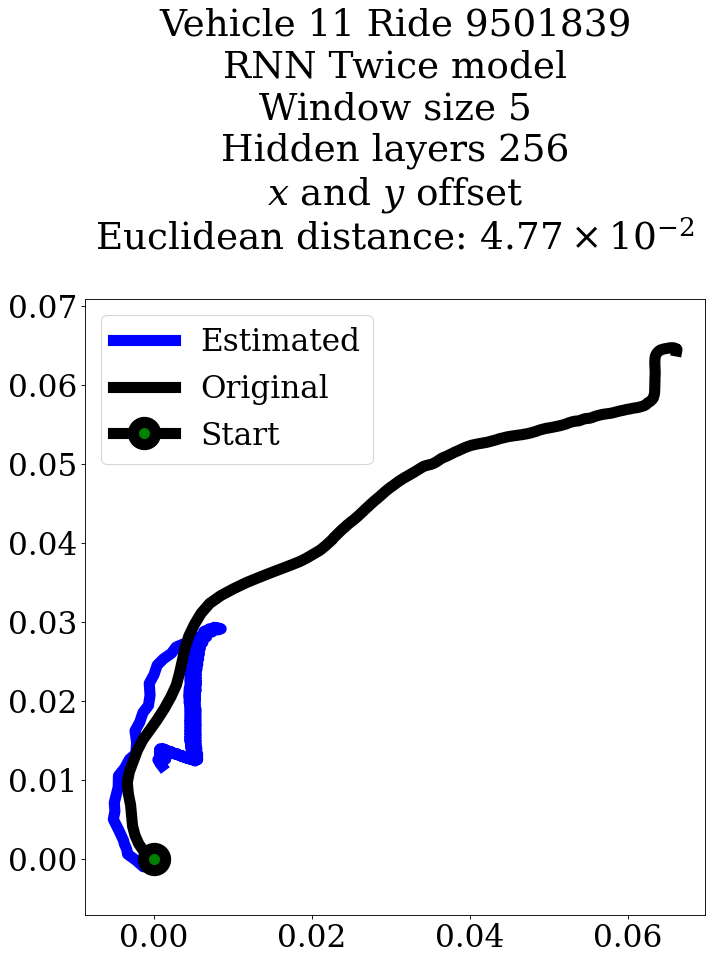 Vehicle 11 Ride 9501839
RNN Twice model
Window size 5
Hidden layers 256
x and y offset
Euclidean distance: 4.77 × 10⁻²
0.07
0.06
0.05
0.04
0.03
0.02
0.01
0.00
Estimated
Original
Start
0.00 0.02 0.04 0.06